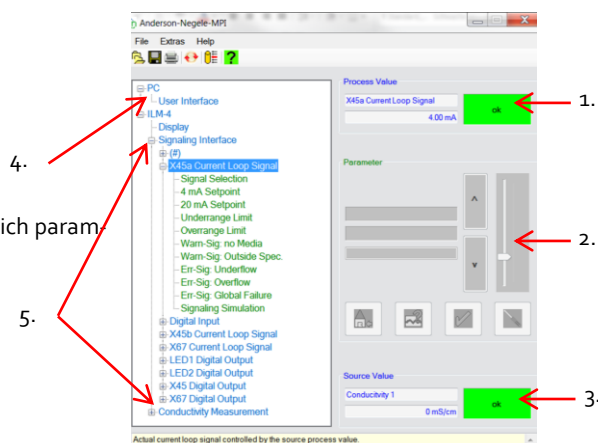 Anderson-Negele-MPI
File Extras Help
PC
User Interface
ILM-4
Display
Signaling Interface
(#)
X45a Current Loop Signal
Signal Selection
4 mA Setpoint
20 mA Setpoint
Underrange Limit
Overrange Limit
Warn-Sig: no Media
Warn-Sig: Outside Spec.
Err-Sig: Underflow
Err-Sig: Overflow
Err-Sig: Global Failure
Signaling Simulation
Digital Input
X45b Current Loop Signal
X67 Current Loop Signal
LED1 Digital Output
LED2 Digital Output
X45 Digital Output
X67 Digital Output
Conductivity Measurement
Process Value
X45a Current Loop Signal
4.00 mA
ok
Parameter
Source Value
Conducitvity 1
0 mS/cm
ok
Actual current loop signal controlled by the source process value.
1.
2.
3.
4.
ich param-
5.